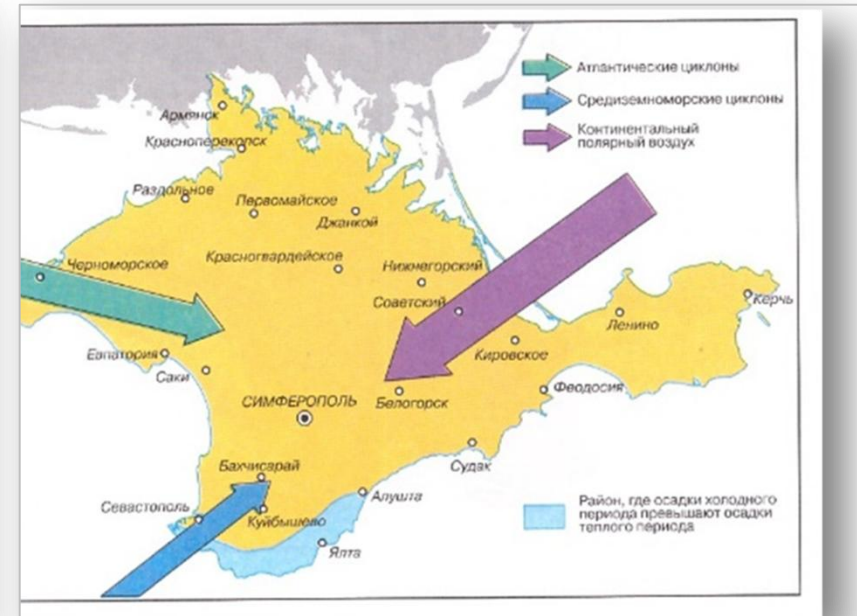 Атлантические циклоны
Средиземноморские циклоны
Континентальный
полярный воздух
Армянск
Красноперекопск
Раздольное
Первомайское
Джанкой
Черноморское
Красногвардейское
Нижнегорский
Советский
Керчь
Ленино
Евпатория
Кировское
Саки
Феодосия
СИМФЕРОПОЛЬ
Белогорск
Судак
Бахчисарай
Алушта
Севастополь
Куйбышево
Ялта
Район, где осадки холодного
периода превышают осадки
теплого периода